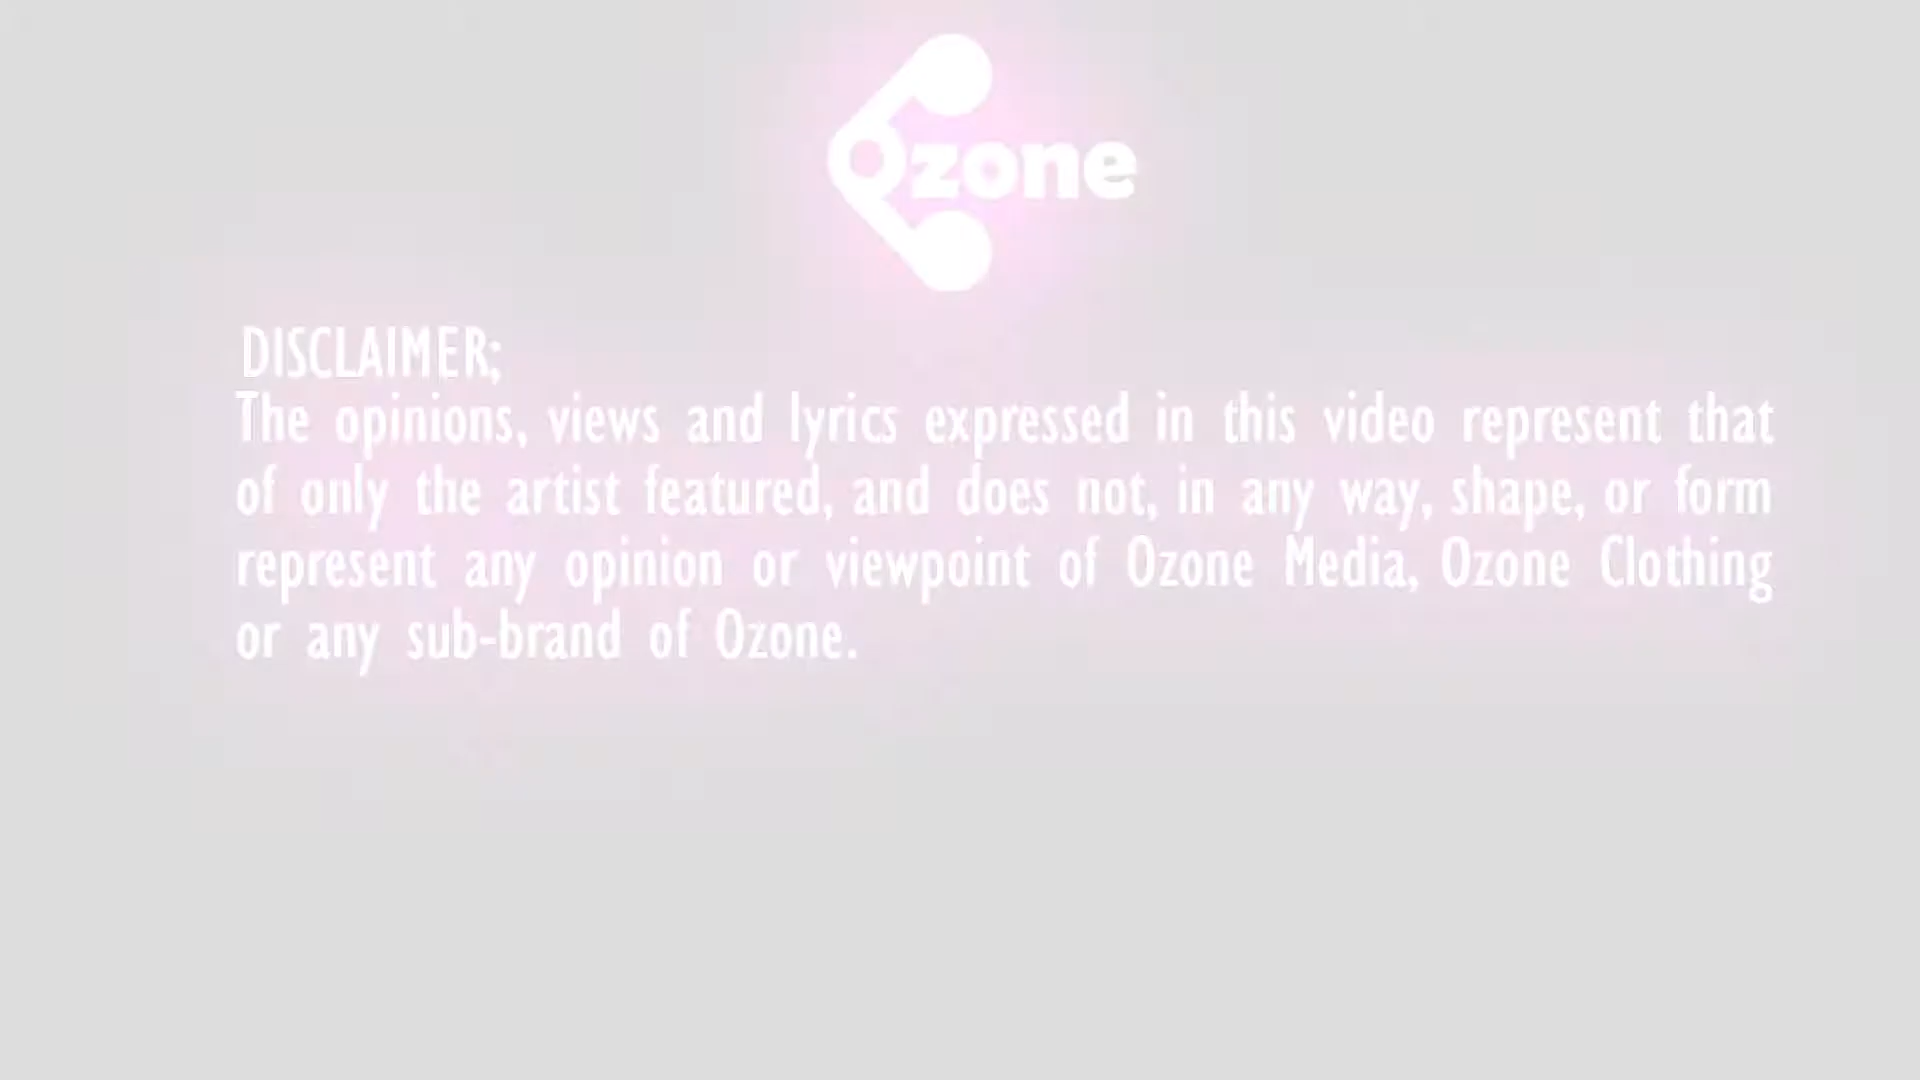 Ozone
DISCLAIMER;
The opinions, views and lyrics expressed in this video represent that
of only the artist featured, and does not, in any way, shape, or form
represent any opinion or viewpoint of Ozone Media, Ozone Clothing
or any sub-brand of Ozone.